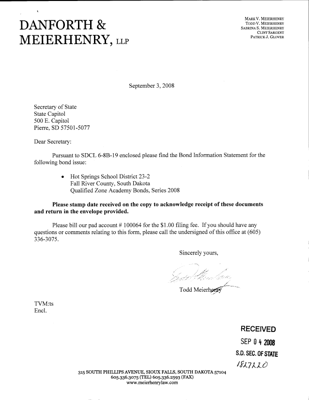 DANFORTH &
MEIERHENRY, LLP
MARK V. MEIERHENRY
TODD V. MEIERHENRY
SABRINA S. MEIERHENRY
CLINT SARGENT
PATRICK J. GLOVER
September 3, 2008
Secretary of State
State Capitol
500 E. Capitol
Pierre, SD 57501-5077
Dear Secretary:
Pursuant to SDCL 6-8B-19 enclosed please find the Bond Information Statement for the
following bond issue:
• Hot Springs School District 23-2
Fall River County, South Dakota
Qualified Zone Academy Bonds, Series 2008
Please stamp date received on the copy to acknowledge receipt of these documents
and return in the envelope provided.
Please bill our pad account # 100064 for the $1.00 filing fee. If you should have any
questions or comments relating to this form, please call the undersigned of this office at (605)
336-3075.
Sincerely yours,
Todd Meierhenry
TVM:ts
Encl.
RECEIVED
SEP 04 2008
S.D. SEC. OF STATE
1827220
315 SOUTH PHILLIPS AVENUE, SIOUX FALLS, SOUTH DAKOTA 57104
605.336.3075 (TEL) 605.336.2593 (FAX)
www.meierhenrylaw.com